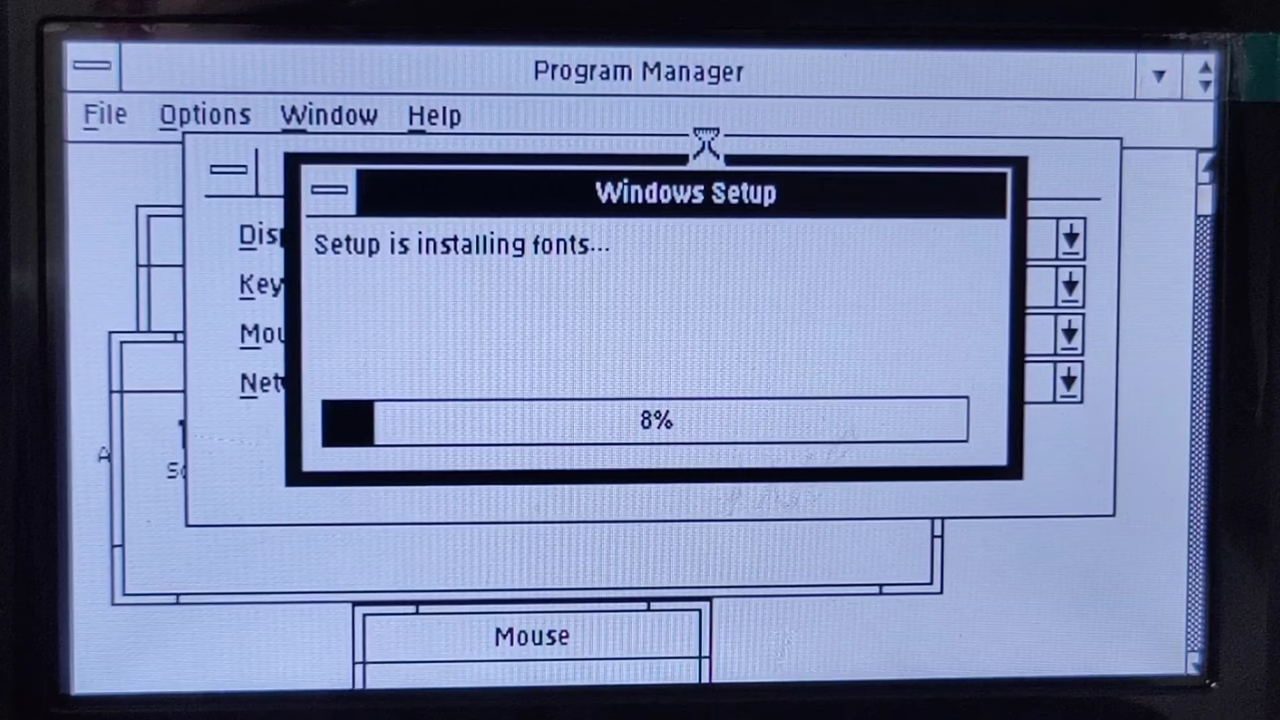 Program Manager
File Options Window Help
Windows Setup
Setup is installing fonts...
8%
Mouse